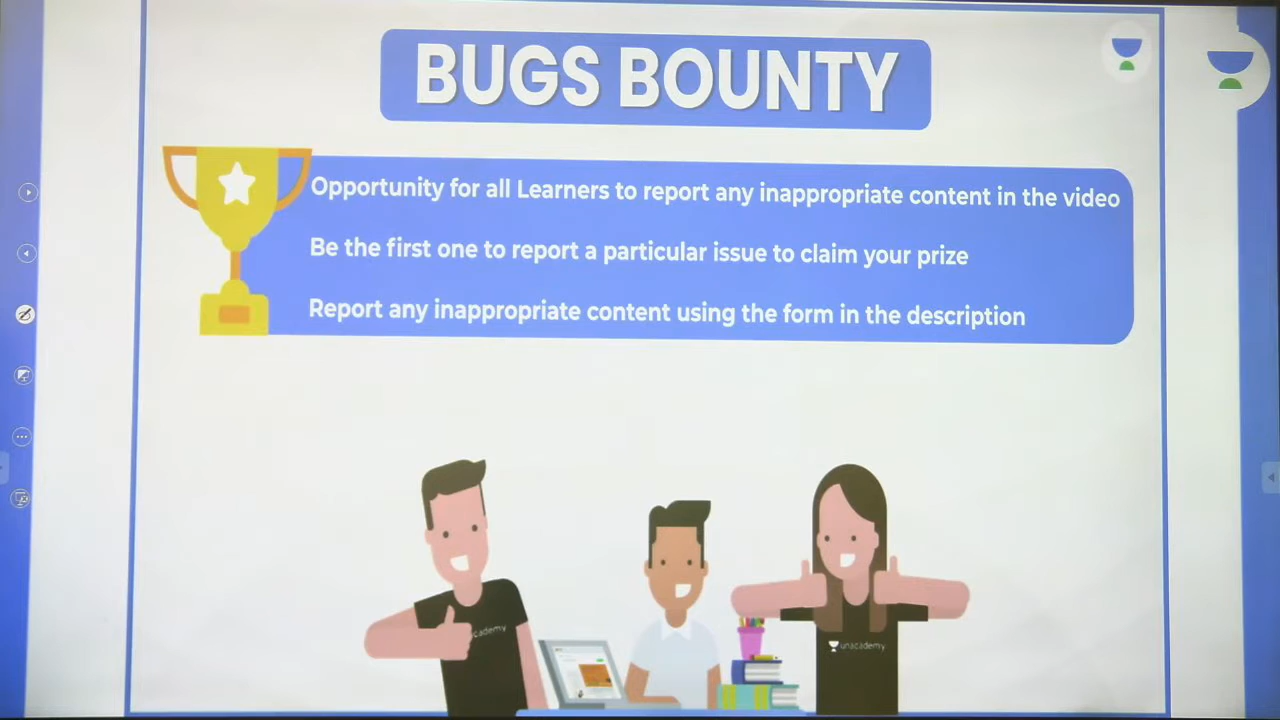 BUGS BOUNTY
Opportunity for all Learners to report any inappropriate content in the video
Be the first one to report a particular issue to claim your prize
Report any inappropriate content using the form in the description
unacademy